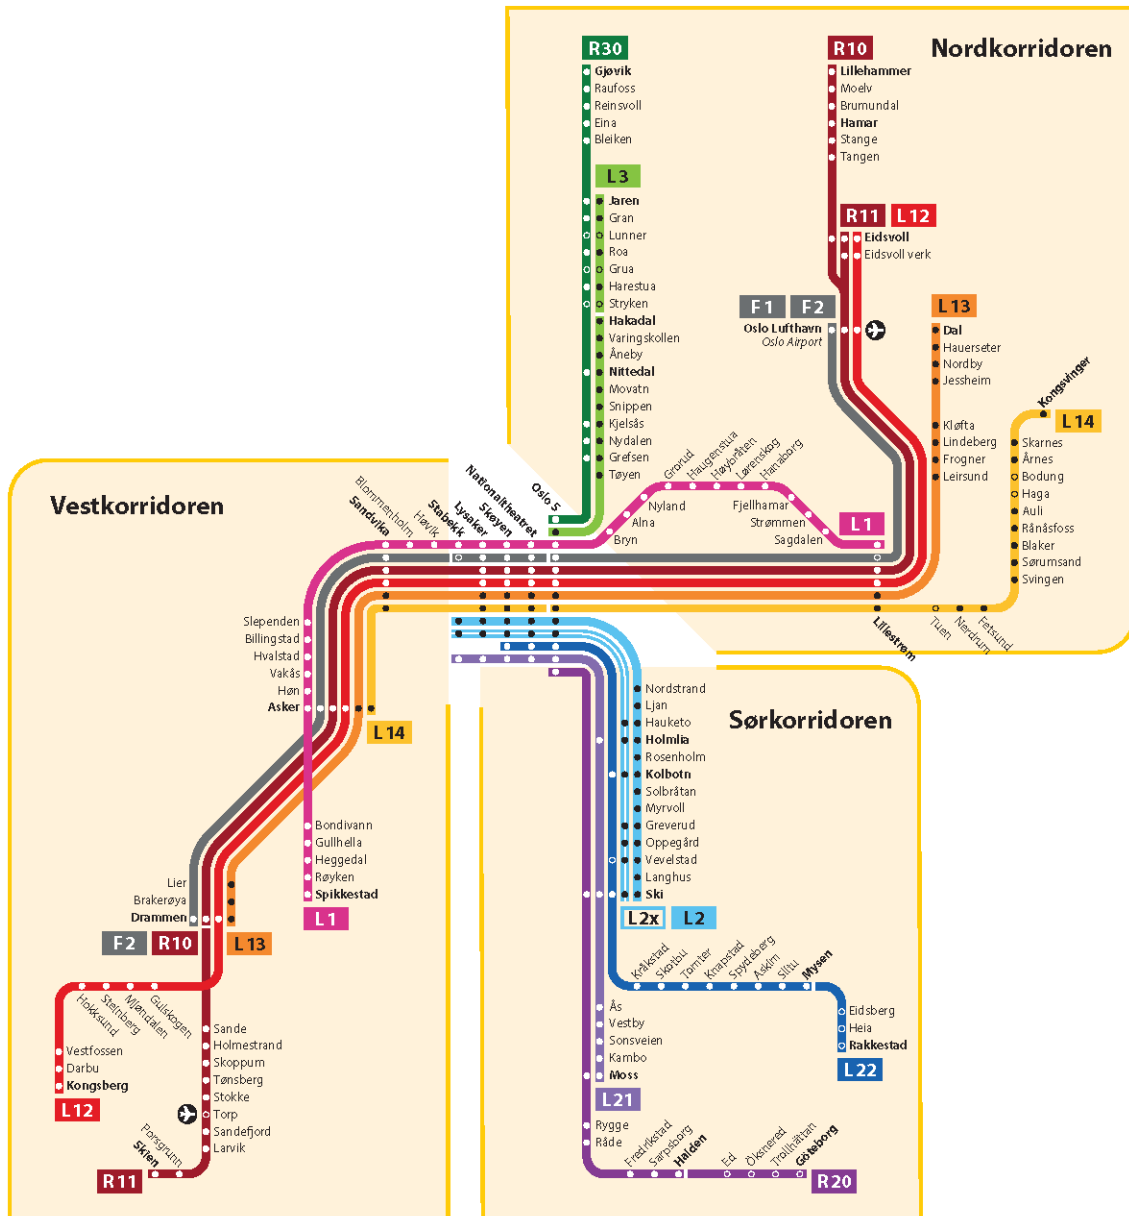 Nordkorridoren
R30
Gjøvik
Raufoss
Reinsvoll
Eina
Bleiken
L3
Jaren
Gran
Lunner
Roa
Grua
Harestua
Stryken
Hakadal
Varingskollen
Åneby
Nittedal
Movatn
Snippen
Kjelsås
Nydalen
Grefsen
Tøyen
R10
Lillehammer
Moelv
Brumundal
Hamar
Stange
Tangen
R11 L12
Eidsvoll
Eidsvoll verk
F1 F2
Oslo Lufthavn
Oslo Airport
L13
Dal
Hauerseter
Nordby
Jessheim
Kløfta
Lindeberg
Frogner
Leirsund
Kongsvinger
L14
Skarnes
Årnes
Bodung
Haga
Auli
Rånåsfoss
Blaker
Sørumsand
Svingen
Fetsund
Nerdrum
Tuen
Lillestrøm
L1
Grorud
Haugenstua
Høybråten
Lørenskog
Hanaborg
Nyland
Alna
Bryn
Fjellhamar
Strømmen
Sagdalen
Vestkorridoren
Sandvika
Blommenholm
Høvik
Stabekk
Lysaker
Skøyen
Nationaltheatret
Oslo S
Slependen
Billingstad
Hvalstad
Vakås
Høn
Asker
L14
Bondivann
Gullhella
Heggedal
Røyken
Spikkestad
L1
Lier
Brakerøya
Drammen
F2 R10 L13
Hokksund
Steinberg
Mjøndalen
Gulskogen
Vestfossen
Darbu
Kongsberg
L12
Sande
Holmestrand
Skoppum
Tønsberg
Stokke
Torp
Sandefjord
Larvik
Porsgrunn
Skien
R11
Sørkorridoren
Nordstrand
Ljan
Hauketo
Holmlia
Rosenholm
Kolbotn
Solbråtan
Myrvoll
Greverud
Oppegård
Vevelstad
Langhus
Ski
L2x L2
Kråkstad
Skotbu
Tomter
Knapstad
Spydeberg
Askim
Slitu
Mysen
Eidsberg
Heia
Rakkestad
L22
Ås
Vestby
Sonsveien
Kambo
Moss
L21
Rygge
Råde
Fredrikstad
Sarpsborg
Halden
Ed
Öksnered
Trollhättan
Göteborg
R20